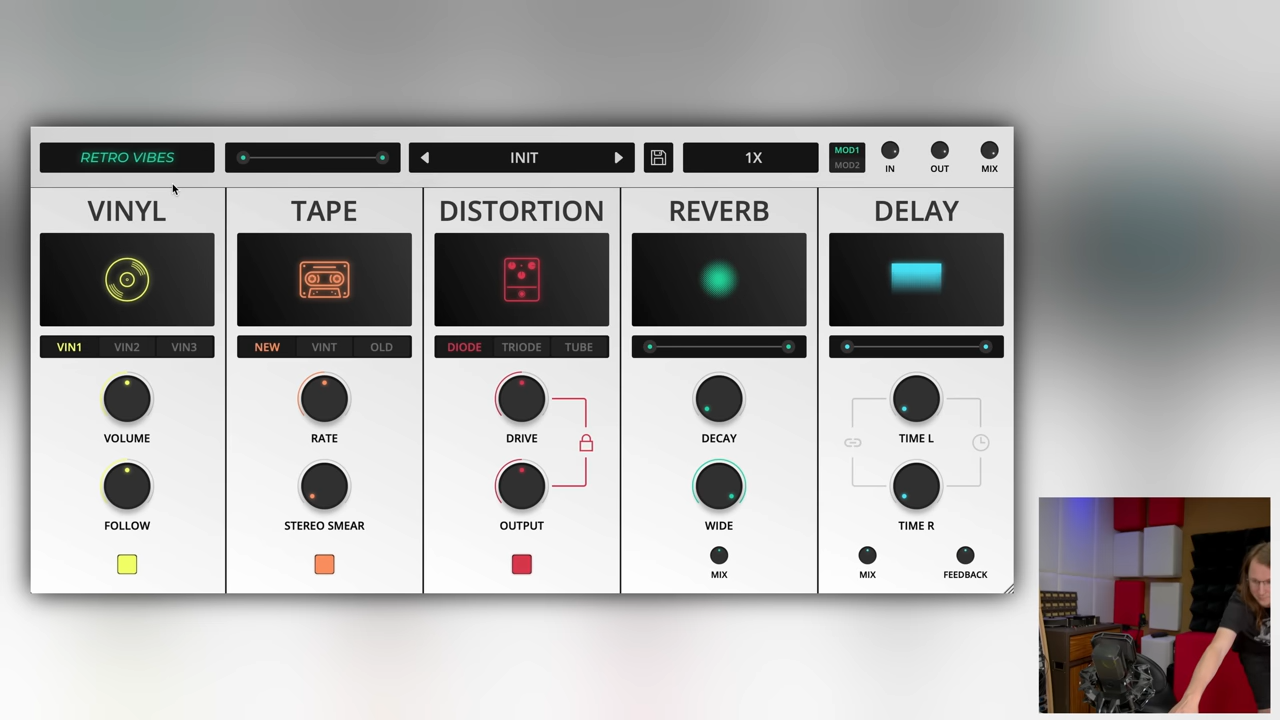 RETRO VIBES
INIT
1X
MOD1
MOD2
IN
OUT
MIX
VINYL
TAPE
DISTORTION
REVERB
DELAY
VIN1 VIN2 VIN3
NEW VINT OLD
DIODE TRIODE TUBE
VOLUME
RATE
DRIVE
DECAY
TIME L
FOLLOW
STEREO SMEAR
OUTPUT
WIDE
TIME R
MIX
MIX
FEEDBACK